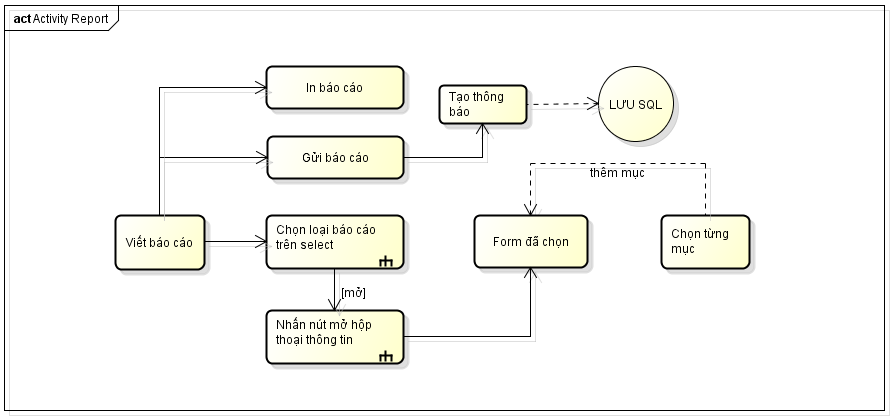 act Activity Report
In báo cáo
Tạo thông
báo
LƯU SQL
Gửi báo cáo
thêm mục
Viết báo cáo
Chọn loại báo cáo
trên select
Form đã chọn
Chọn từng
mục
[mở]
Nhấn nút mở hộp
thoại thông tin